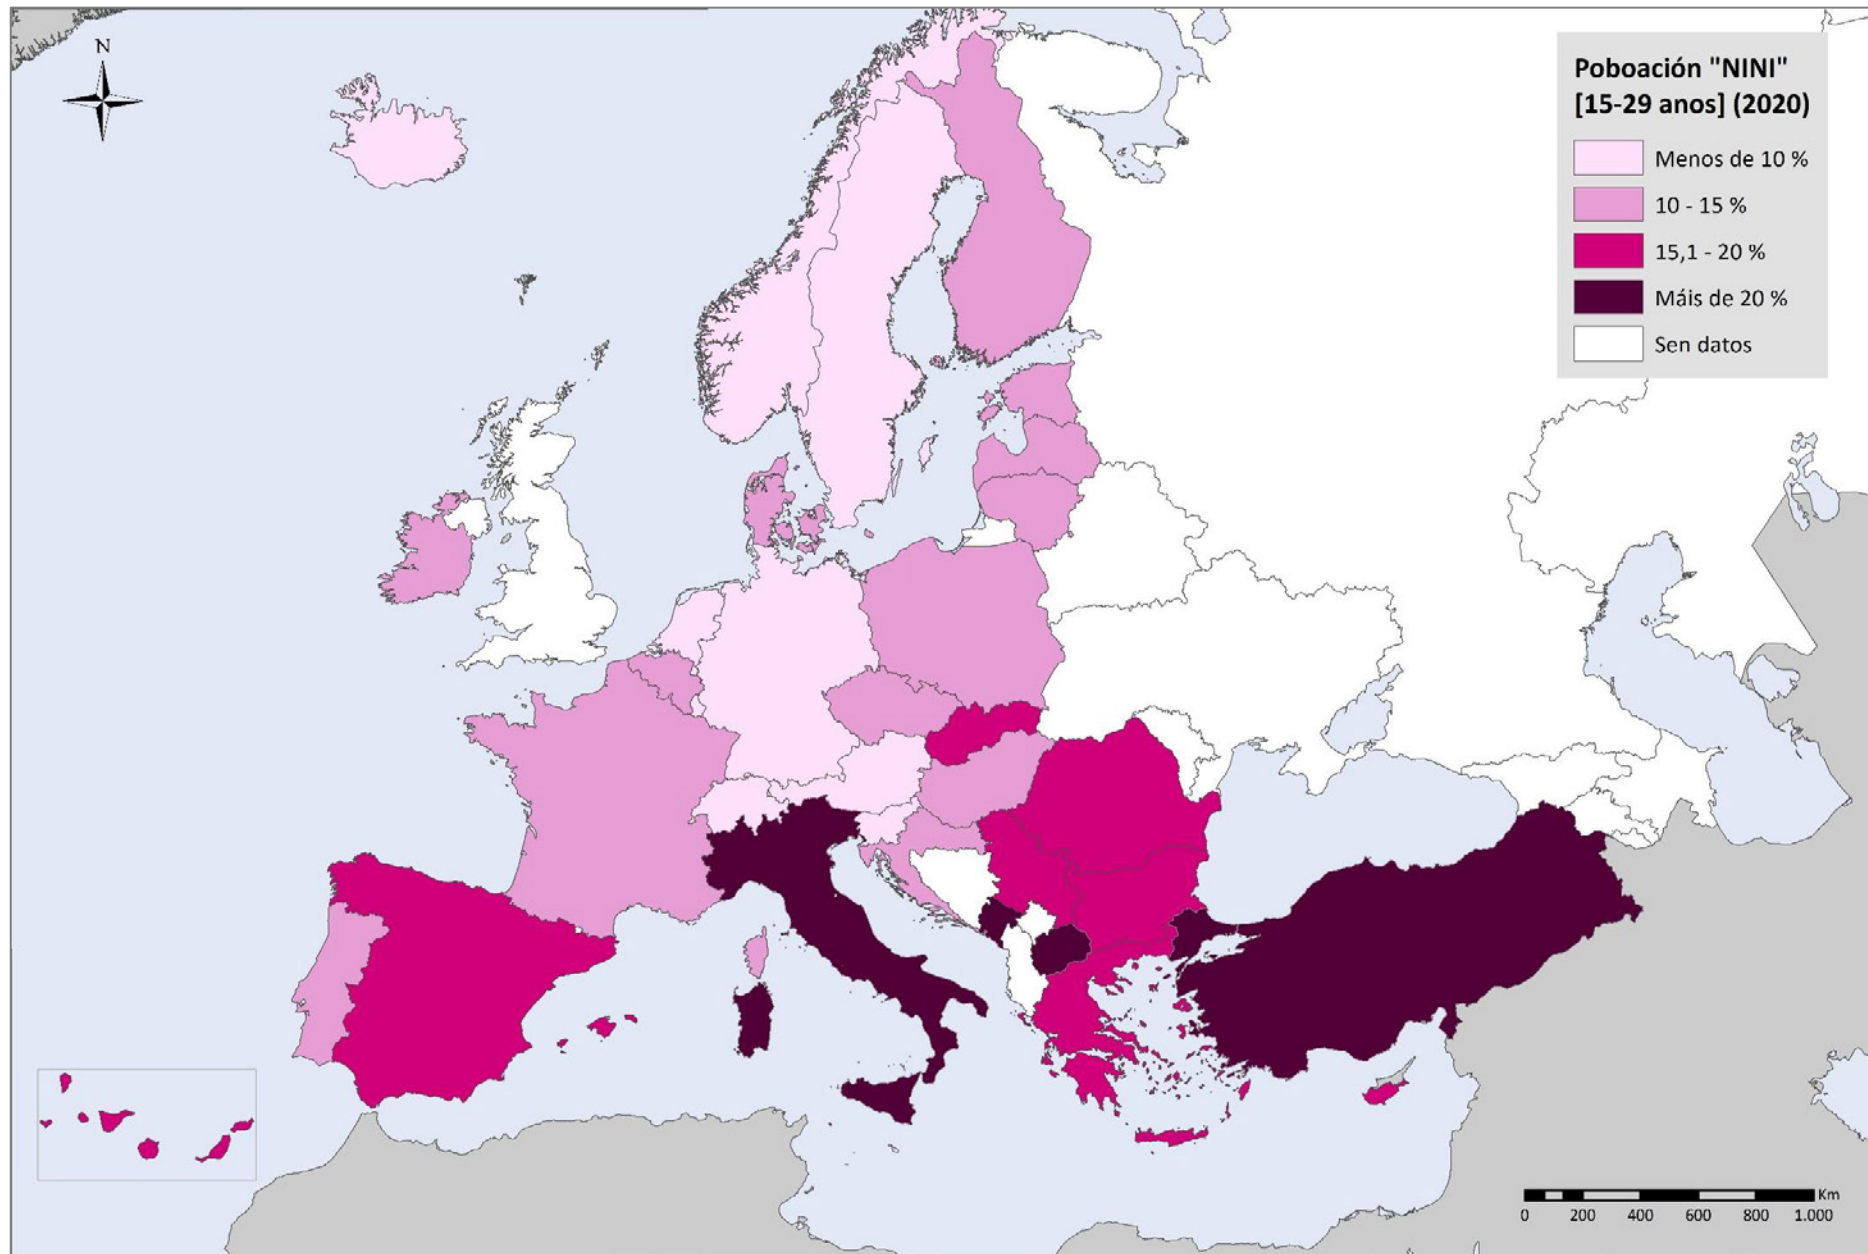 N
Poboación "NINI"
[15-29 anos] (2020)
Menos de 10 %
10 - 15 %
15,1 - 20 %
Máis de 20 %
Sen datos
Km
0 200 400 600 800 1.000